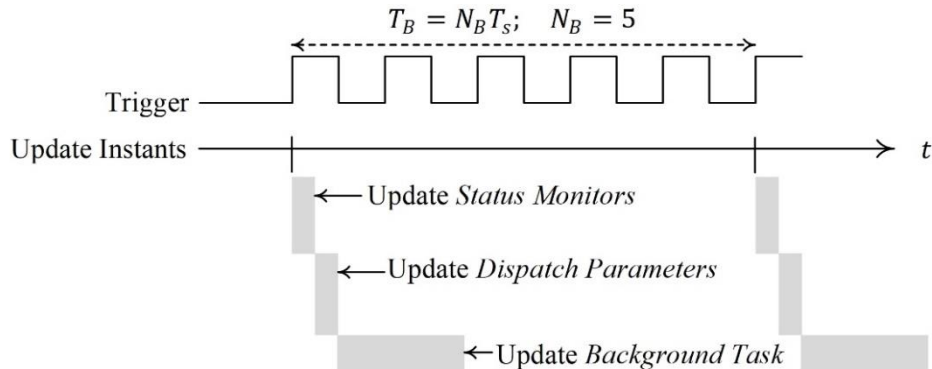 T_B = N_B T_s;   N_B = 5
Trigger
Update Instants
t
Update Status Monitors
Update Dispatch Parameters
Update Background Task